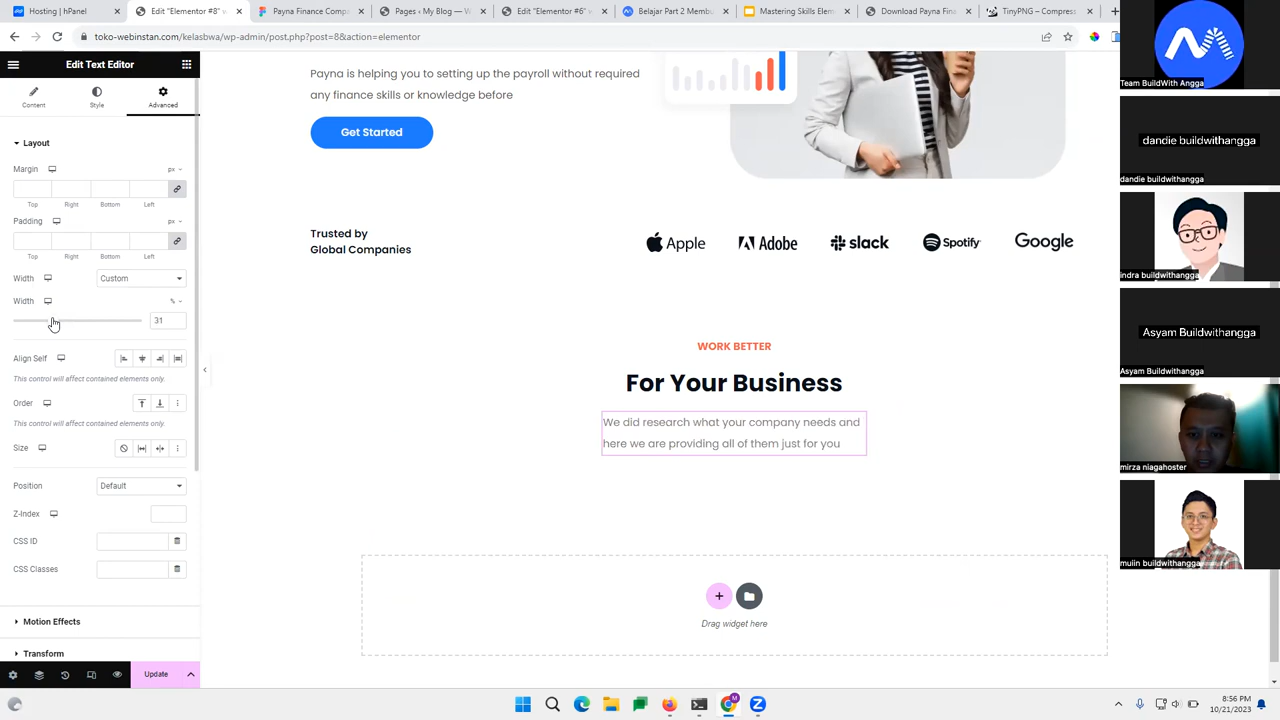 Hosting | hPanel
Edit "Elementor #8" w
Payna Finance Comp
Pages ‹ My Blog —
Edit "Elementor #6" w
Belajar Part 2 Membu
Mastering Skills Elem
Download Payna Fina
TinyPNG – Compress
toko-webinstan.com/kelasbwa/wp-admin/post.php?post=8&action=elementor
Edit Text Editor
Content
Style
Advanced
Layout
Margin
px
Top
Right
Bottom
Left
Padding
px
Top
Right
Bottom
Left
Width
Custom
Width
%
31
Align Self
This control will affect contained elements only.
Order
This control will affect contained elements only.
Size
Position
Default
Z-Index
CSS ID
CSS Classes
Motion Effects
Transform
Update
Payna is helping you to setting up the payroll without required
any finance skills or knowledge before
Get Started
Trusted by
Global Companies
Apple
Adobe
slack
Spotify
Google
WORK BETTER
For Your Business
We did research what your company needs and
here we are providing all of them just for you
Drag widget here
Team BuildWith Angga
dandie buildwithangga
dandie buildwithangga
indra buildwithangga
Asyam Buildwithangga
Asyam Buildwithangga
mirza niagahoster
muiin buildwithangga
8:56 PM
10/21/2023